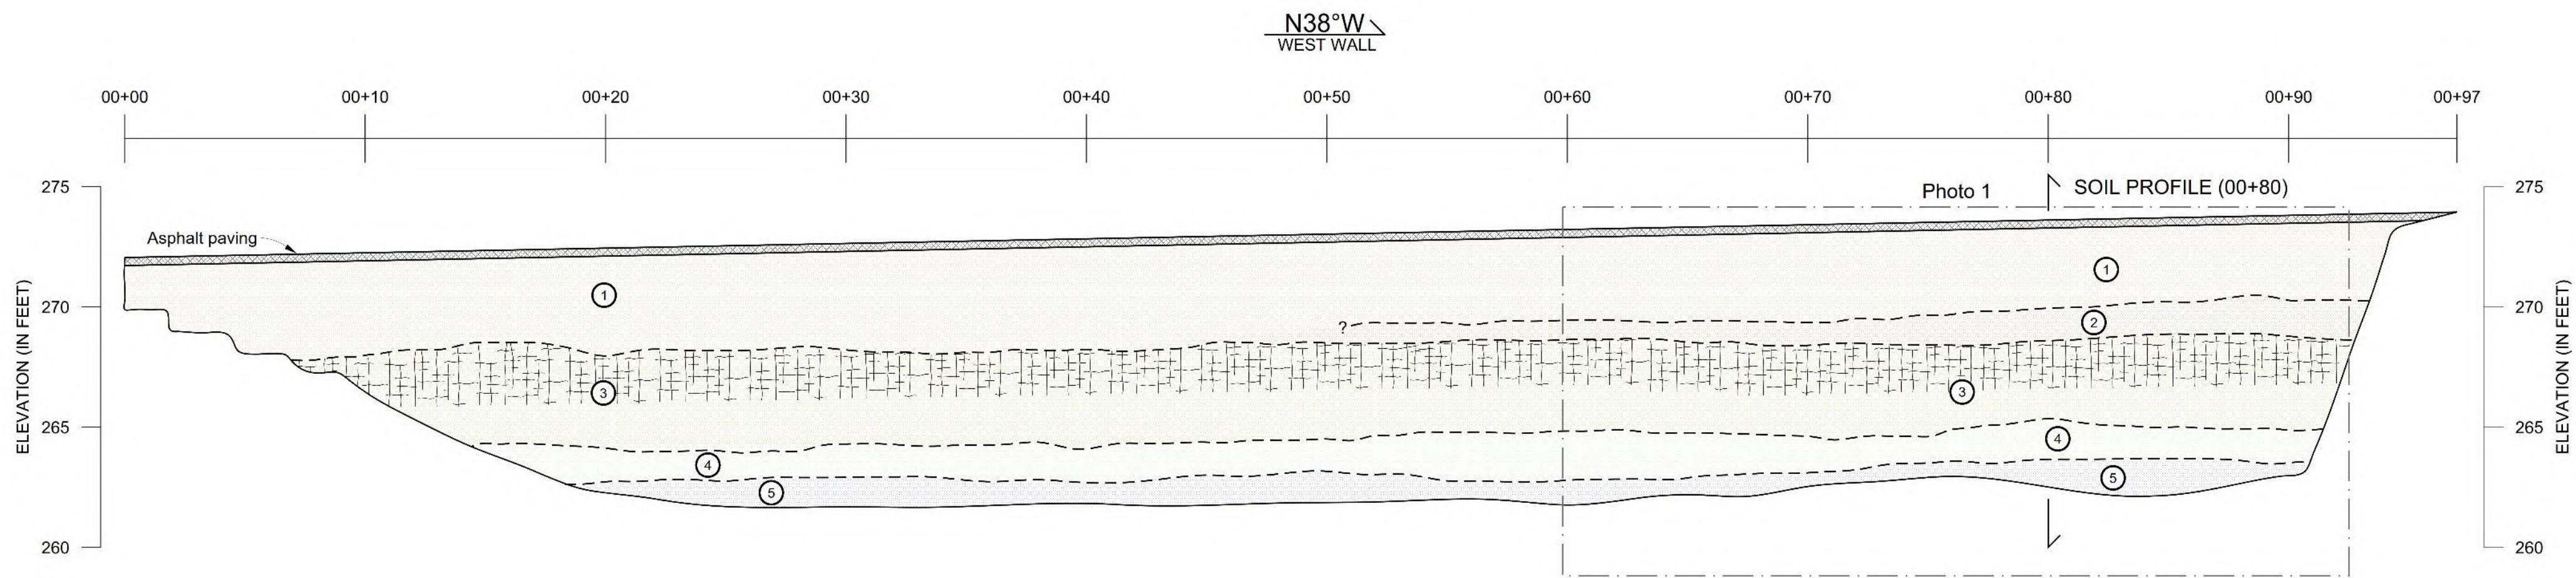 N38°W
WEST WALL
00+00 00+10 00+20 00+30 00+40 00+50 00+60 00+70 00+80 00+90 00+97
275 Photo 1 SOIL PROFILE (00+80) 275
Asphalt paving
1 1
270 270
? 2
3 3
265 265
4 4
5 5
260 260
ELEVATION (IN FEET) ELEVATION (IN FEET)